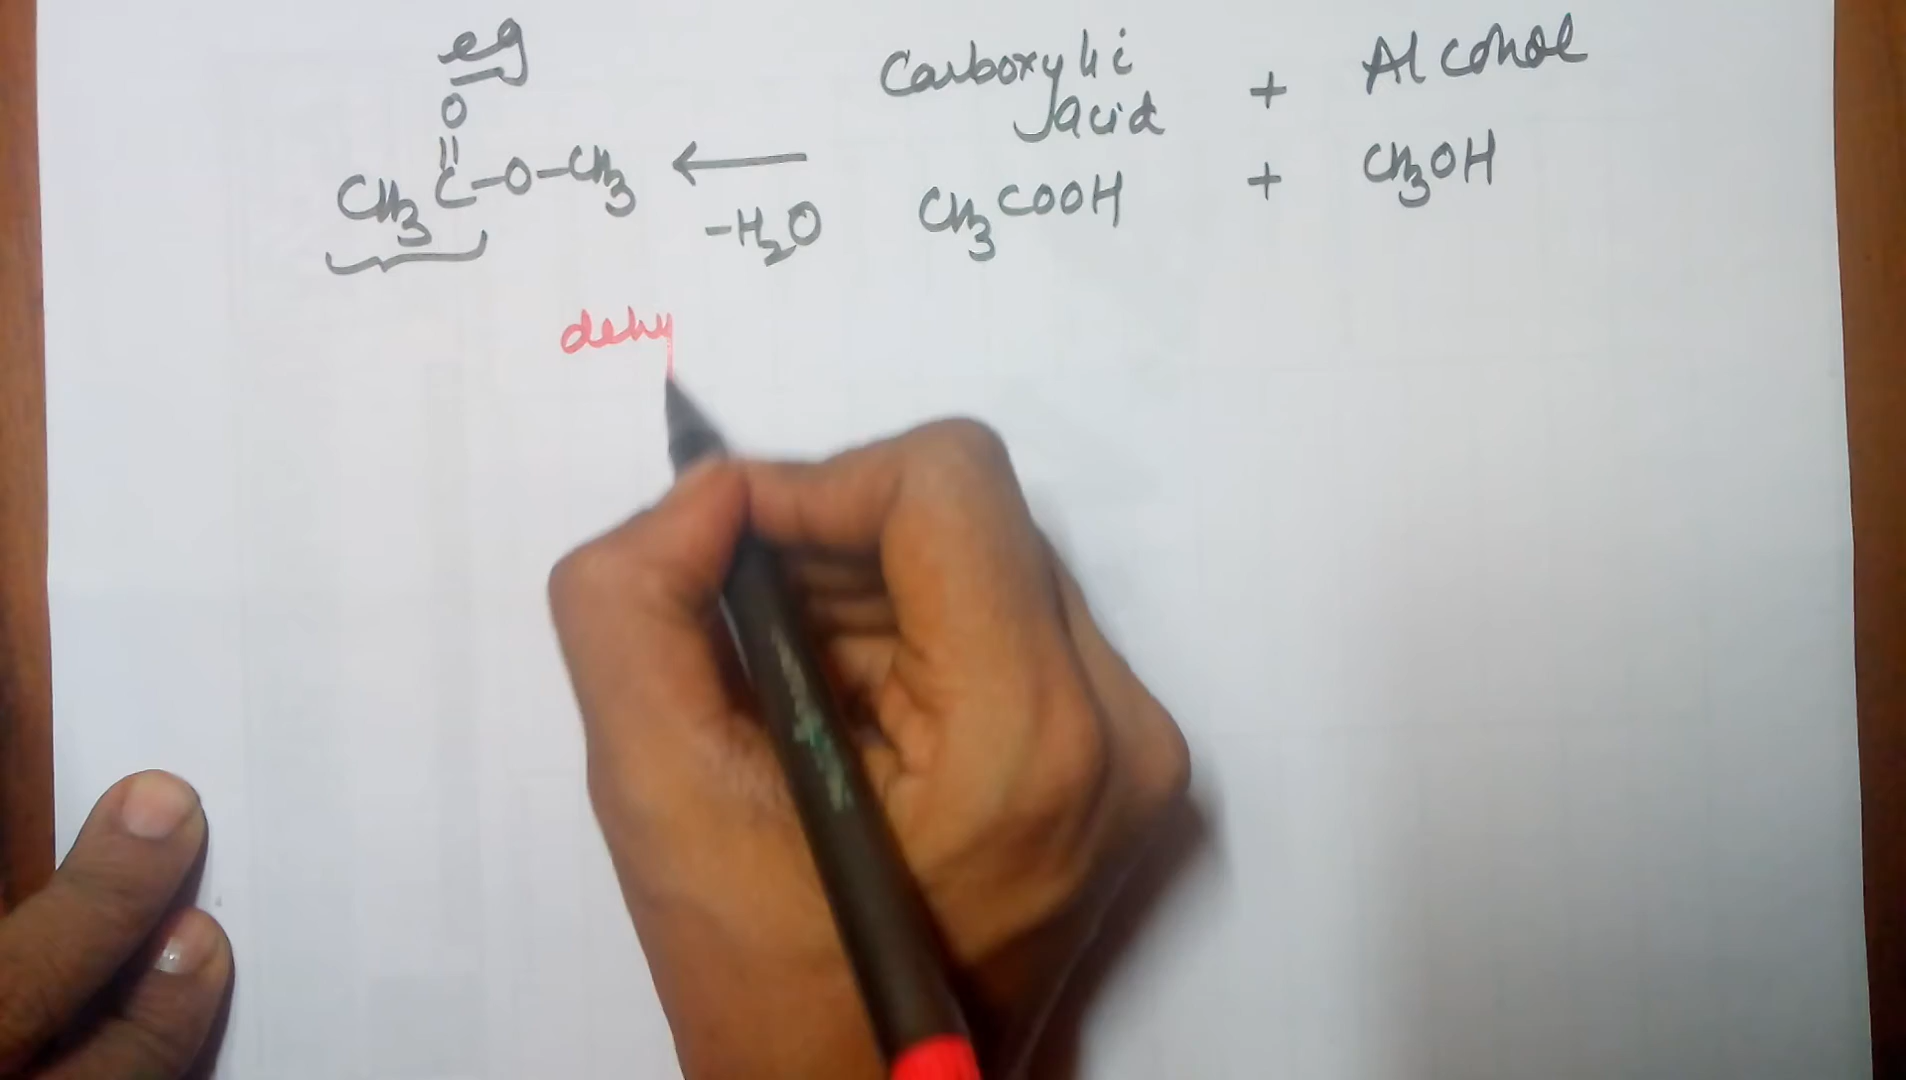 eg
Carboxylic acid + Alcohol
O
||
CH3C-O-CH3 ← -H2O CH3COOH + CH3OH
dehy